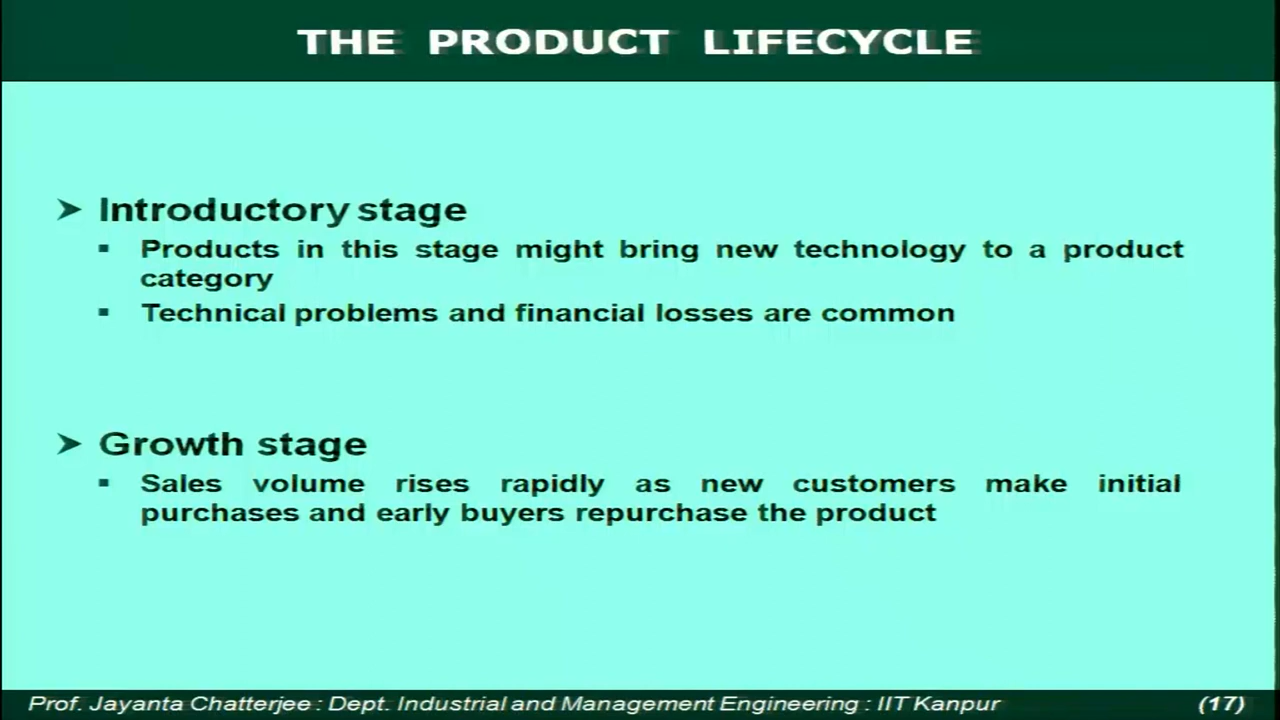 THE PRODUCT LIFECYCLE
➤ Introductory stage
▪ Products in this stage might bring new technology to a product
category
▪ Technical problems and financial losses are common
➤ Growth stage
▪ Sales volume rises rapidly as new customers make initial
purchases and early buyers repurchase the product
Prof. Jayanta Chatterjee : Dept. Industrial and Management Engineering : IIT Kanpur (17)